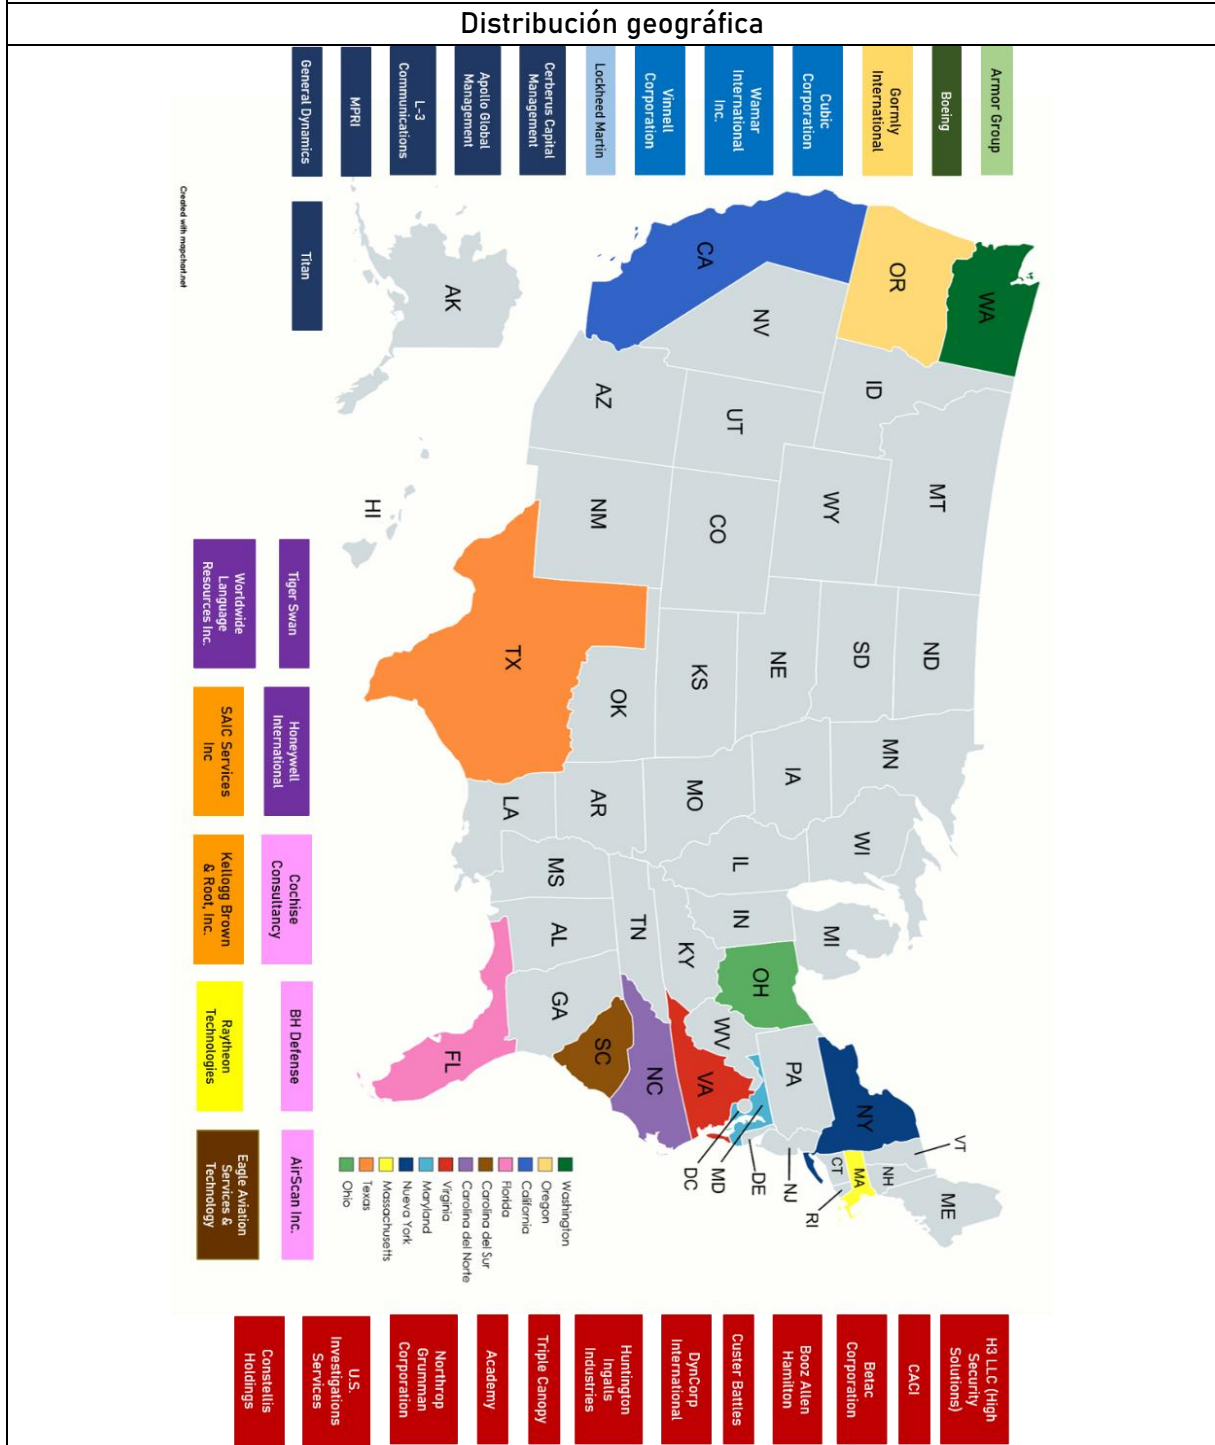 Distribución geográfica
Armor Group
Boeing
Gormly
International
Cubic
Corporation
Wamar
International
Inc.
Vinnell
Corporation
Lockheed Martin
Cerberus Capital
Management
Apollo Global
Management
L-3
Communications
MPRI
General Dynamics
Titan
Created with mapchart.net
WA
OR
CA
NV
ID
MT
WY
UT
AZ
CO
NM
ND
SD
NE
KS
OK
TX
MN
IA
MO
AR
LA
WI
IL
MS
MI
IN
KY
TN
AL
OH
WV
GA
FL
SC
NC
VA
PA
NY
VT
NH
ME
MA
CT
RI
NJ
DE
MD
DC
AK
HI
Washington
Oregon
California
Florida
Carolina del Sur
Carolina del Norte
Virginia
Maryland
Nueva York
Massachusetts
Texas
Ohio
Tiger Swan
Honeywell
International
Cochise
Consultancy
BH Defense
AirScan Inc.
Worldwide
Language
Resources Inc.
SAIC Services
Inc
Kellogg Brown
& Root, Inc.
Raytheon
Technologies
Eagle Aviation
Services &
Technology
H3 LLC (High
Security
Solutions)
CACI
Betac
Corporation
Booz Allen
Hamilton
Custer Battles
DynCorp
International
Huntington
Ingalls
Industries
Triple Canopy
Academy
Northrop
Grumman
Corporation
U.S.
Investigations
Services
Constellis
Holdings